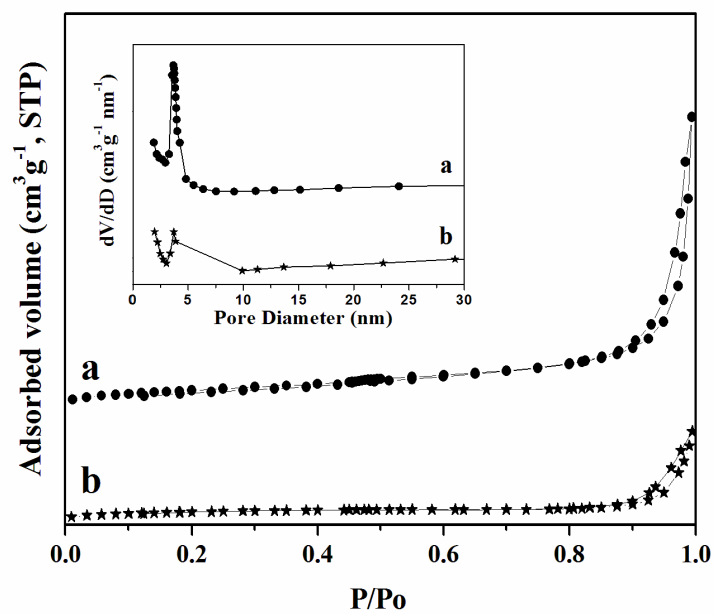 a
b
0 5 10 15 20 25 30
Pore Diameter (nm)
dV/dD (cm³g⁻¹ nm⁻¹)
a
b
0.0 0.2 0.4 0.6 0.8 1.0
P/Po
Adsorbed volume (cm³g⁻¹, STP)